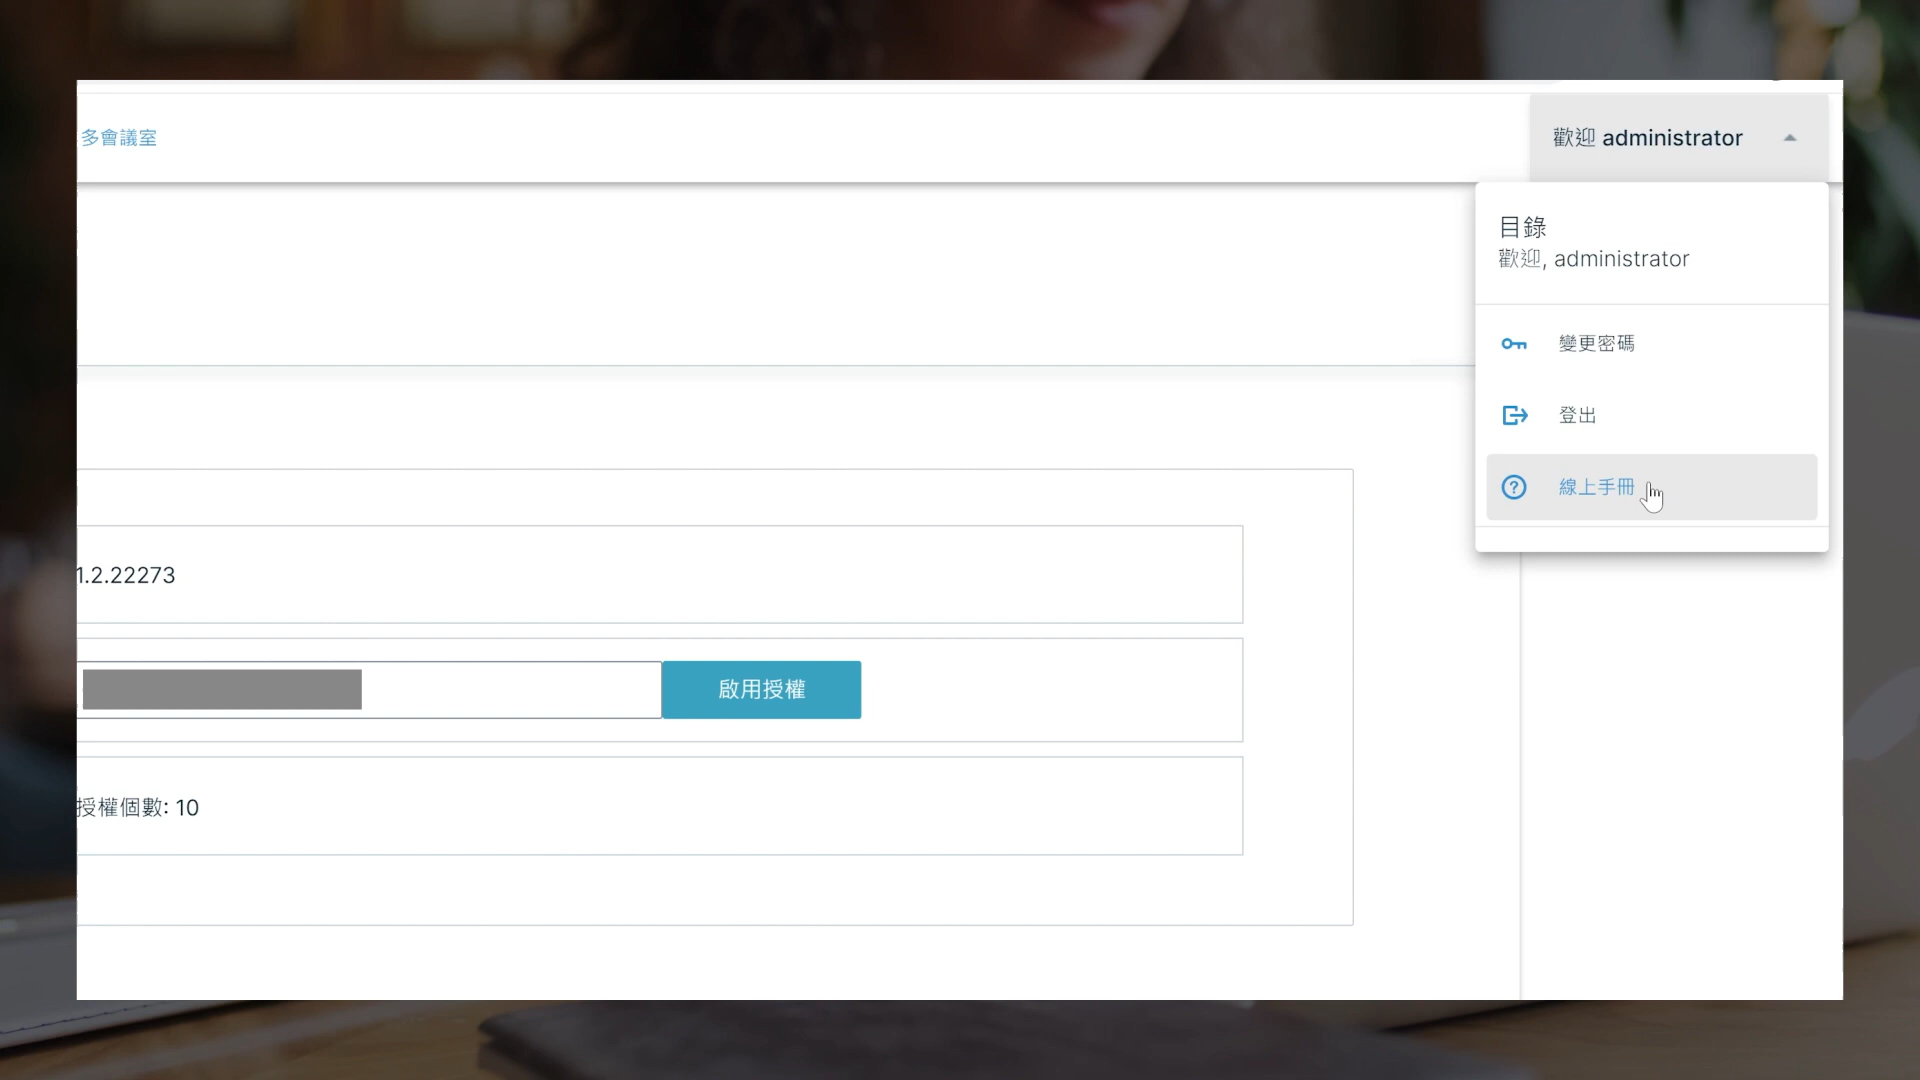 多會議室
歡迎 administrator
目錄
歡迎, administrator
變更密碼
登出
線上手冊
1.2.22273
啟用授權
授權個數: 10